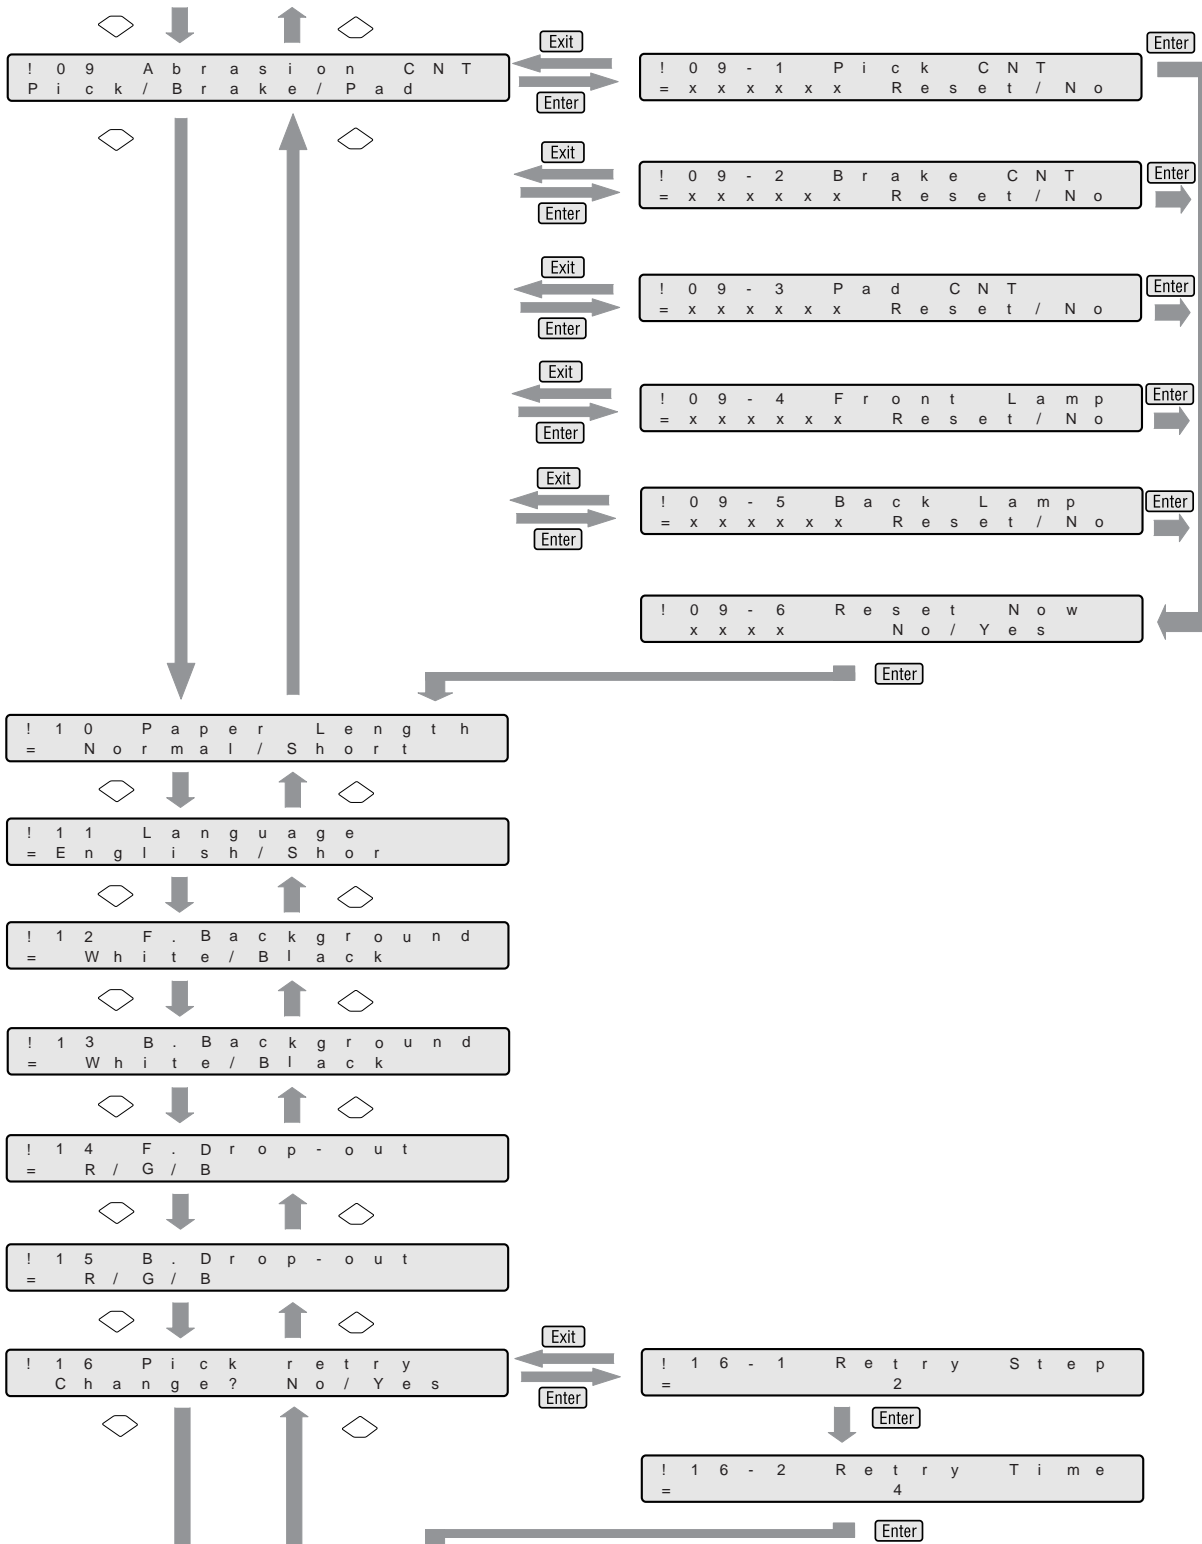 Exit
Enter
! 09 Abrasion CNT
Pick/Brake/Pad
! 09-1 Pick CNT
=xxxxxx Reset/No
Enter
Exit
! 09-2 Brake CNT
=xxxxxx Reset/No
Enter
Enter
Exit
! 09-3 Pad CNT
=xxxxxx Reset/No
Enter
Enter
Exit
! 09-4 Front Lamp
=xxxxxx Reset/No
Enter
Enter
Exit
! 09-5 Back Lamp
=xxxxxx Reset/No
Enter
Enter
! 09-6 Reset Now
xxxx No/Yes
Enter
! 10 Paper Length
= Normal/Short
! 11 Language
=English/Shor
! 12 F.Background
= White/Black
! 13 B.Background
= White/Black
! 14 F.Drop-out
= R/G/B
! 15 B.Drop-out
= R/G/B
Exit
! 16 Pick retry
Change? No/Yes
Enter
! 16-1 Retry Step
= 2
Enter
! 16-2 Retry Time
= 4
Enter